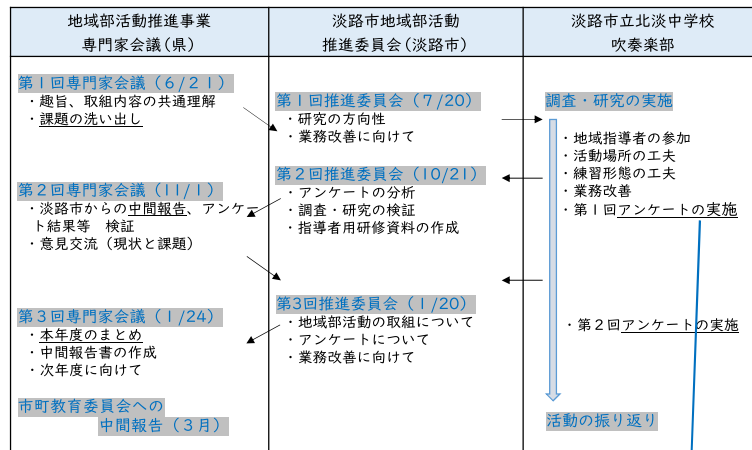 地域部活動推進事業
専門家会議(県)
淡路市地域部活動
推進委員会(淡路市)
淡路市立北淡中学校
吹奏楽部
第1回専門家会議(6/21)
・趣旨、取組内容の共通理解
・課題の洗い出し
第2回専門家会議(11/1)
・淡路市からの中間報告、アンケー
ト結果等 検証
・意見交流(現状と課題)
第3回専門家会議(1/24)
・本年度のまとめ
・中間報告書の作成
・次年度に向けて
市町教育委員会への
中間報告(3月)
第1回推進委員会(7/20)
・研究の方向性
・業務改善に向けて
第2回推進委員会(10/21)
・アンケートの分析
・調査・研究の検証
・指導者用研修資料の作成
第3回推進委員会(1/20)
・地域部活動の取組について
・アンケートについて
・業務改善に向けて
調査・研究の実施
・地域指導者の参加
・活動場所の工夫
・練習形態の工夫
・業務改善
・第1回アンケートの実施
・第2回アンケートの実施
活動の振り返り